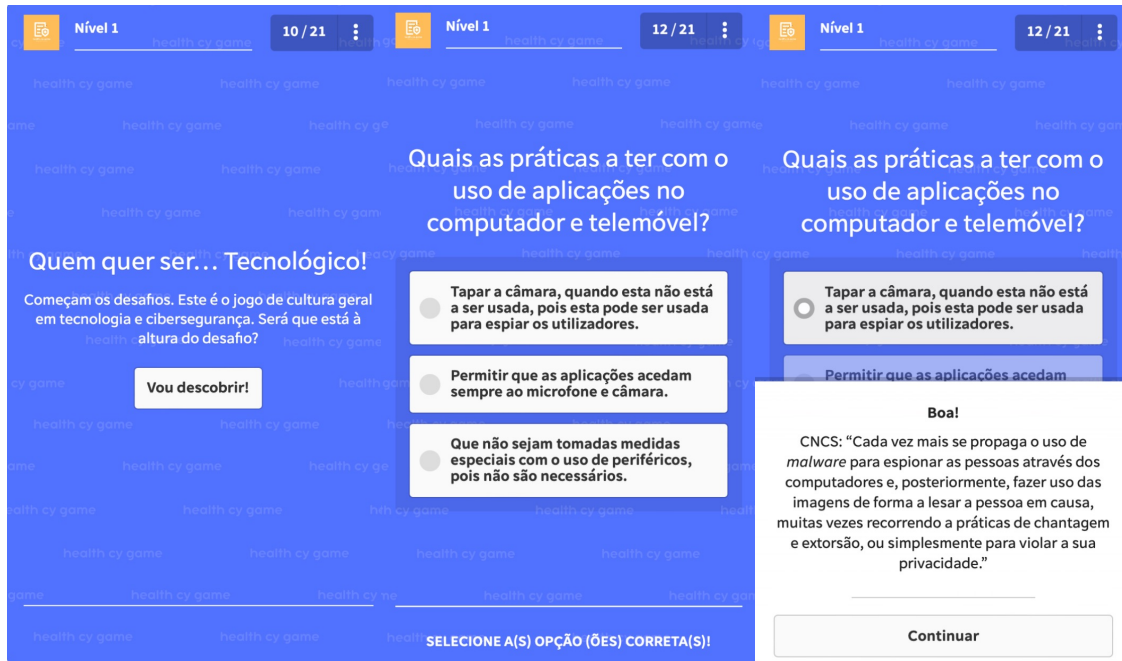 Nível 1
10 / 21
Quem quer ser... Tecnológico!
Começam os desafios. Este é o jogo de cultura geral
em tecnologia e cibersegurança. Será que está à
altura do desafio?
Vou descobrir!
Nível 1
12 / 21
Quais as práticas a ter com o
uso de aplicações no
computador e telemóvel?
Tapar a câmara, quando esta não está
a ser usada, pois esta pode ser usada
para espiar os utilizadores.
Permitir que as aplicações acedam
sempre ao microfone e câmara.
Que não sejam tomadas medidas
especiais com o uso de periféricos,
pois não são necessários.
SELECIONE A(S) OPÇÃO (ÕES) CORRETA(S)!
Nível 1
12 / 21
Quais as práticas a ter com o
uso de aplicações no
computador e telemóvel?
Tapar a câmara, quando esta não está
a ser usada, pois esta pode ser usada
para espiar os utilizadores.
Permitir que as aplicações acedam
Boa!
CNCS: “Cada vez mais se propaga o uso de
malware para espionar as pessoas através dos
computadores e, posteriormente, fazer uso das
imagens de forma a lesar a pessoa em causa,
muitas vezes recorrendo a práticas de chantagem
e extorsão, ou simplesmente para violar a sua
privacidade.”
Continuar
health cy game